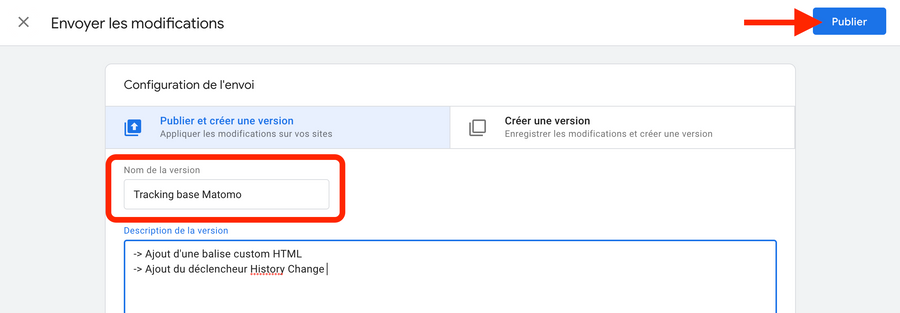 Envoyer les modifications
Publier
Configuration de l'envoi
Publier et créer une version
Appliquer les modifications sur vos sites
Créer une version
Enregistrer les modifications et créer une version
Nom de la version
Tracking base Matomo
Description de la version
-> Ajout d'une balise custom HTML
-> Ajout du déclencheur History Change